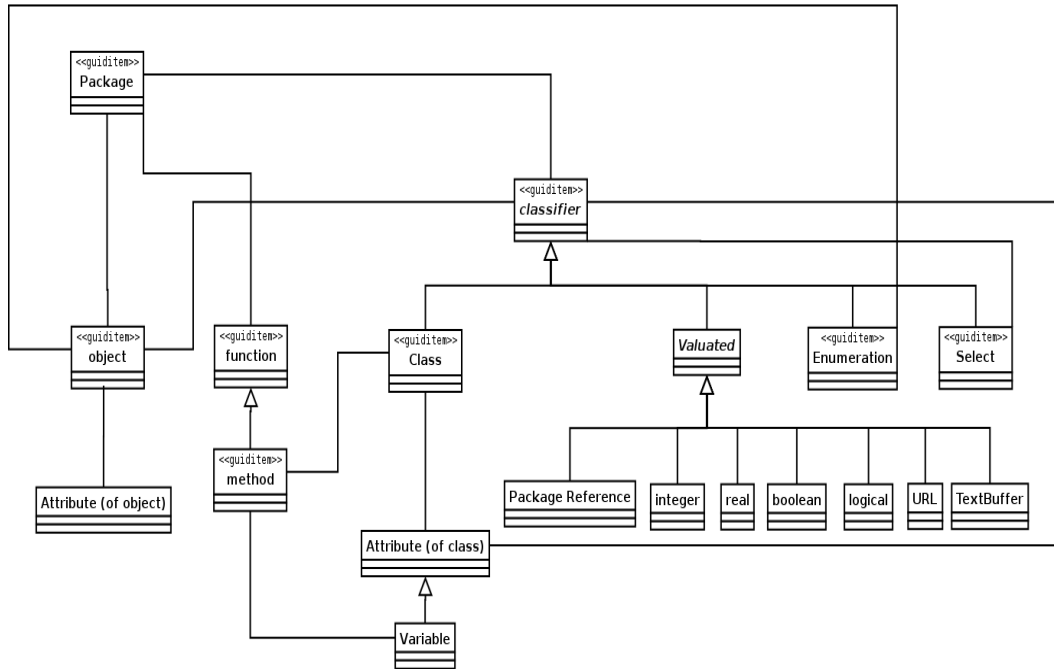 <<guiditem>>
Package
<<guiditem>>
classifier
<<guiditem>>
object
<<guiditem>>
function
<<guiditem>>
Class
Valuated
<<guiditem>>
Enumeration
<<guiditem>>
Select
<<guiditem>>
method
Attribute (of object)
Package Reference
integer
real
boolean
logical
URL
TextBuffer
Attribute (of class)
Variable